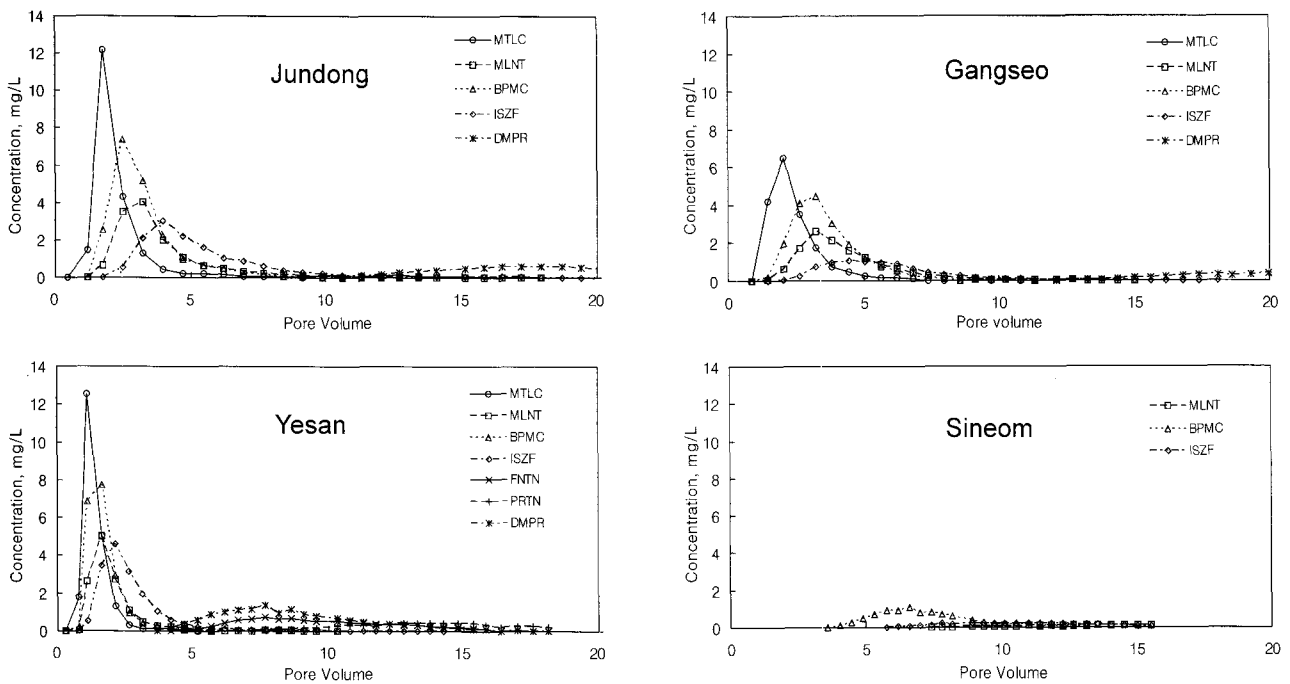 14
12
10
8
6
4
2
0
Concentration, mg/L
Jundong
MTLC
MLNT
BPMC
ISZF
DMPR
0
5
10
15
20
Pore Volume
14
12
10
8
6
4
2
0
Concentration, mg/L
Gangseo
MTLC
MLNT
BPMC
ISZF
DMPR
0
5
10
15
20
Pore volume
14
12
10
8
6
4
2
0
Concentration, mg/L
Yesan
MTLC
MLNT
BPMC
ISZF
FNTN
PRTN
DMPR
0
5
10
15
20
Pore Volume
14
12
10
8
6
4
2
0
Concentration, mg/L
Sineom
MLNT
BPMC
ISZF
0
5
10
15
20
Pore Volume